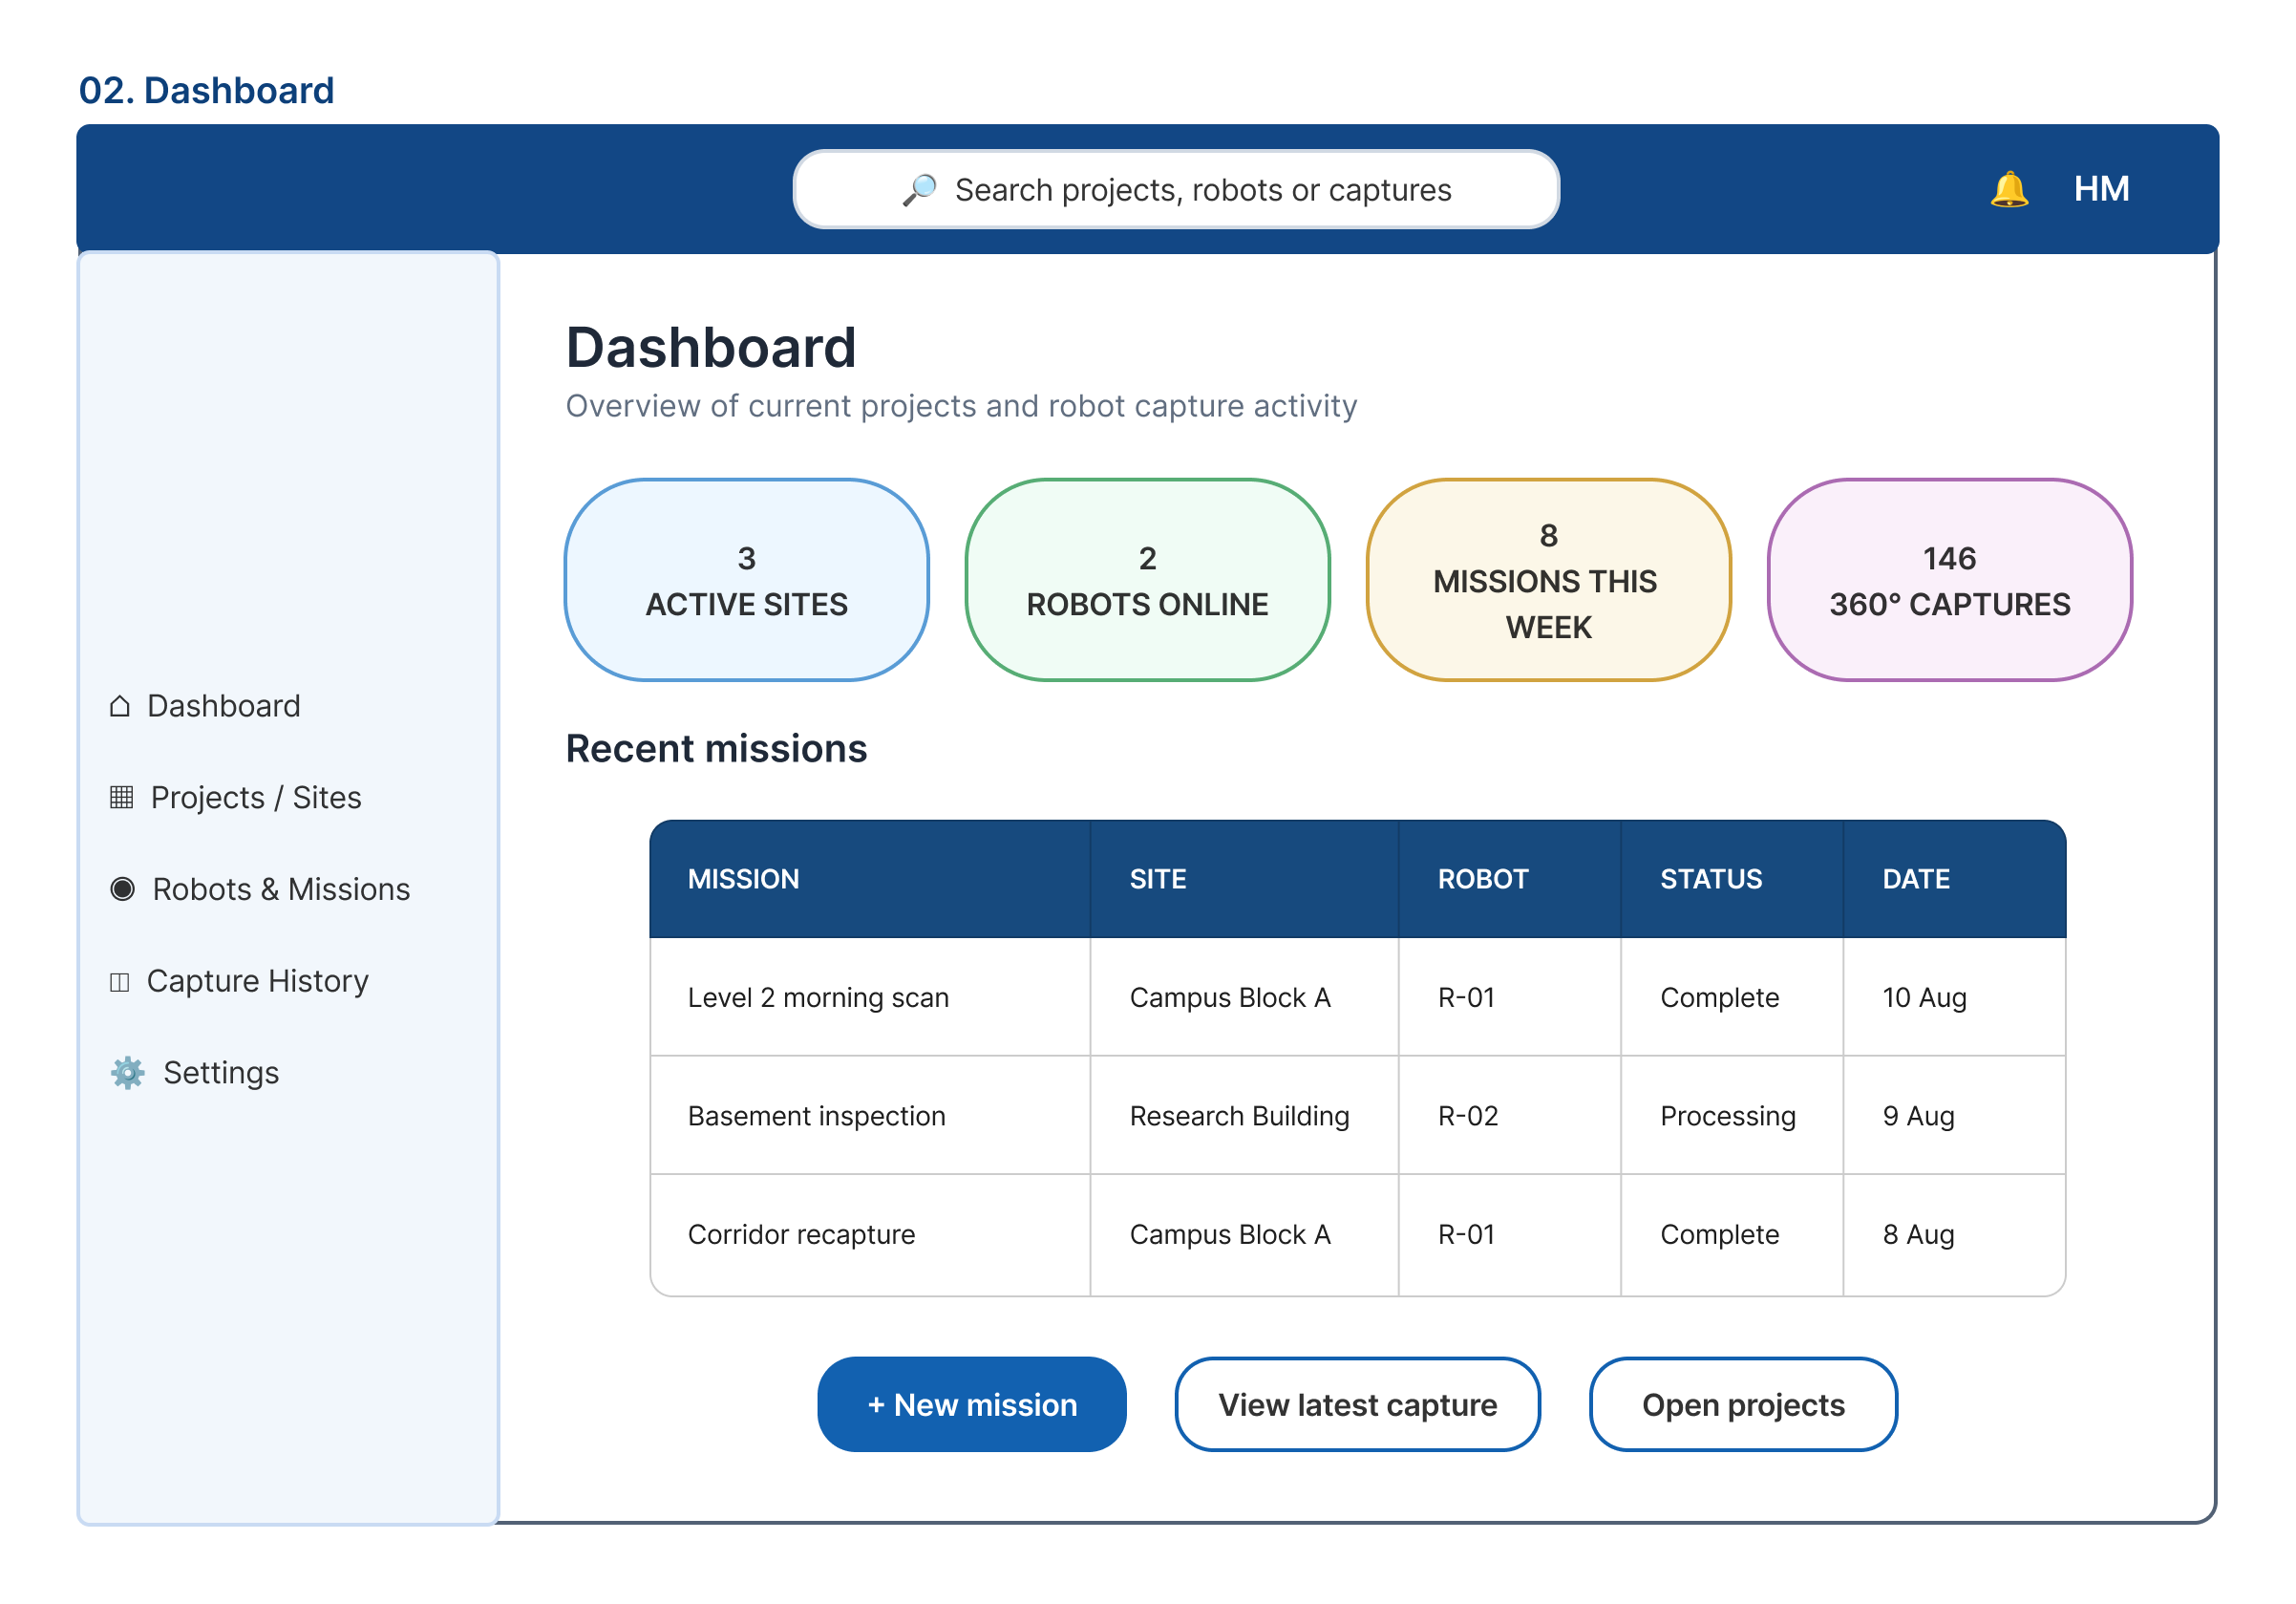 02. Dashboard
🔎 Search projects, robots or captures
🔔 HM
Dashboard
Overview of current projects and robot capture activity
3
ACTIVE SITES
2
ROBOTS ONLINE
8
MISSIONS THIS
WEEK
146
360° CAPTURES
⌂ Dashboard
▦ Projects / Sites
◉ Robots & Missions
◫ Capture History
⚙️ Settings
Recent missions
MISSION SITE ROBOT STATUS DATE
Level 2 morning scan Campus Block A R-01 Complete 10 Aug
Basement inspection Research Building R-02 Processing 9 Aug
Corridor recapture Campus Block A R-01 Complete 8 Aug
+ New mission
View latest capture
Open projects